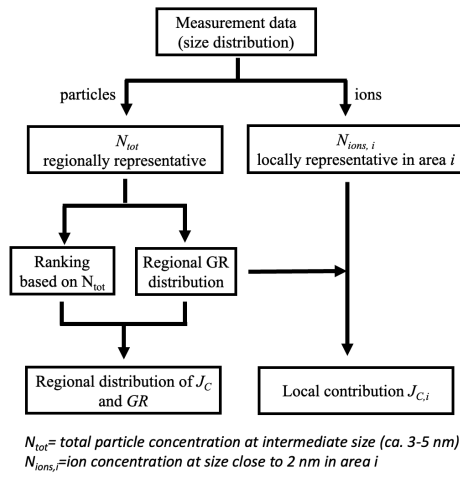 Measurement data
(size distribution)
particles
ions
N_tot
regionally representative
N_ions, i
locally representative in area i
Ranking
based on N_tot
Regional GR
distribution
Regional distribution of J_C
and GR
Local contribution J_C,i
N_tot= total particle concentration at intermediate size (ca. 3-5 nm)
N_ions,i=ion concentration at size close to 2 nm in area i